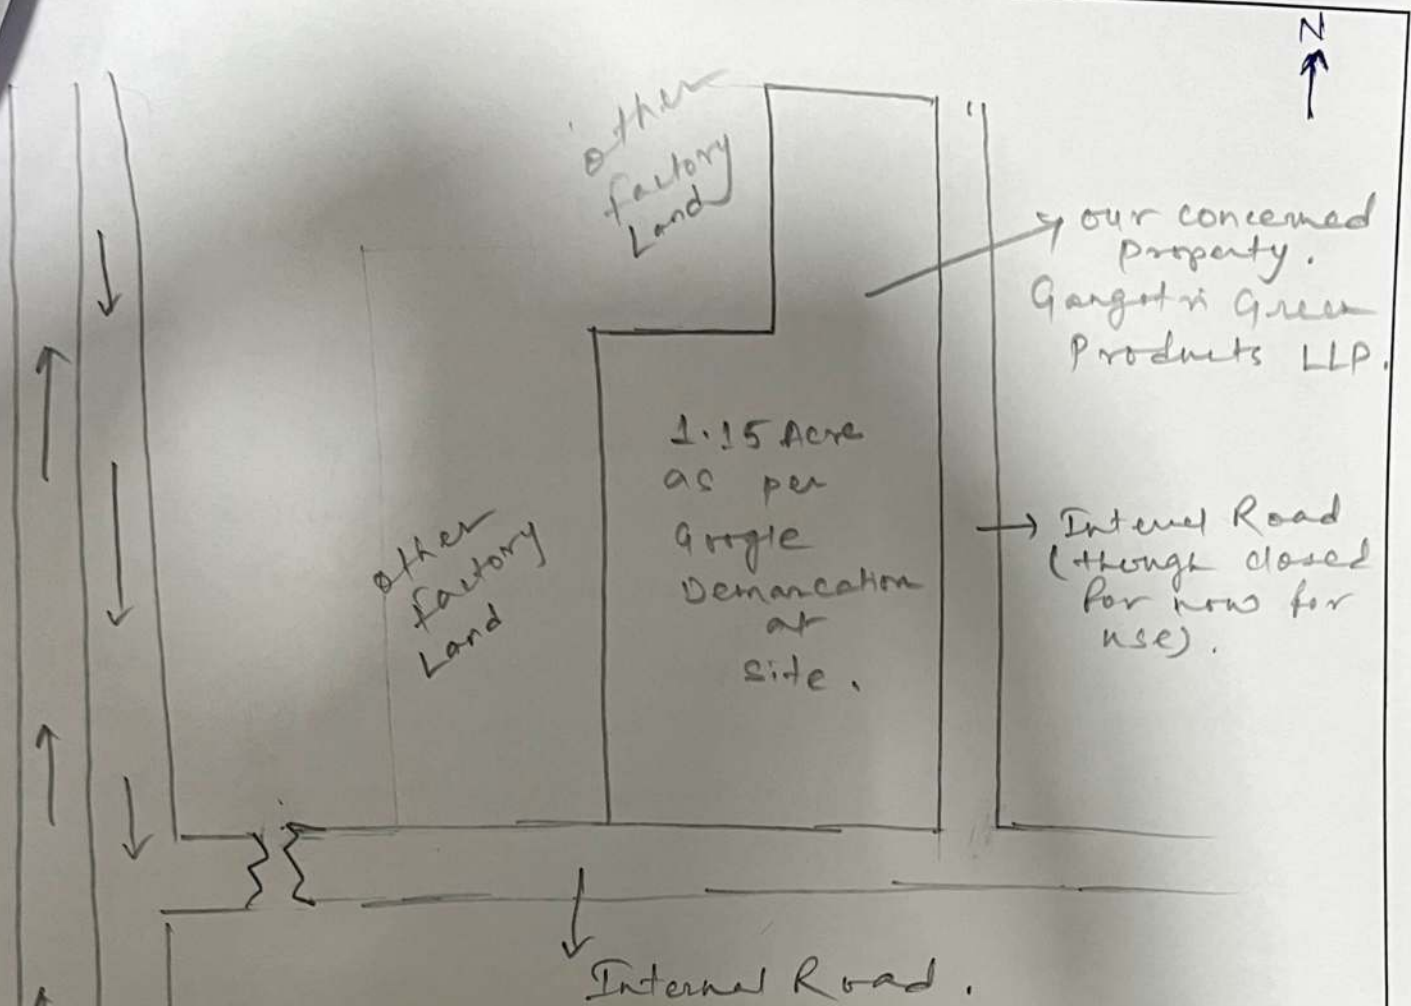 N
other
factory
Land
our concerned
property.
Gangotri Green
Products LLP.
1.15 Acre
as per
Google
Demarcation
at
site.
other
factory
Land
Internel Road
(though closed
for now for
use).
Internal Road.